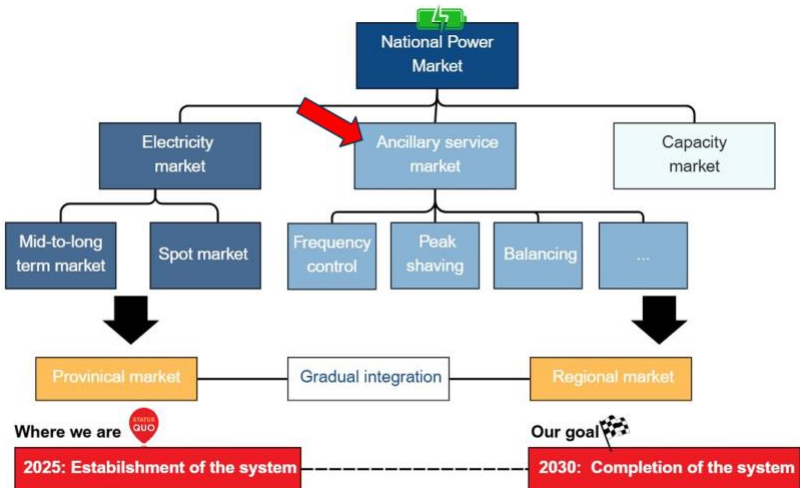 National Power
Market
Electricity
market
Ancillary service
market
Capacity
market
Mid-to-long
term market
Spot market
Frequency
control
Peak
shaving
Balancing
...
Provinical market
Gradual integration
Regional market
Where we are
STATUS
QUO
Our goal
2025: Estabilshment of the system
2030: Completion of the system